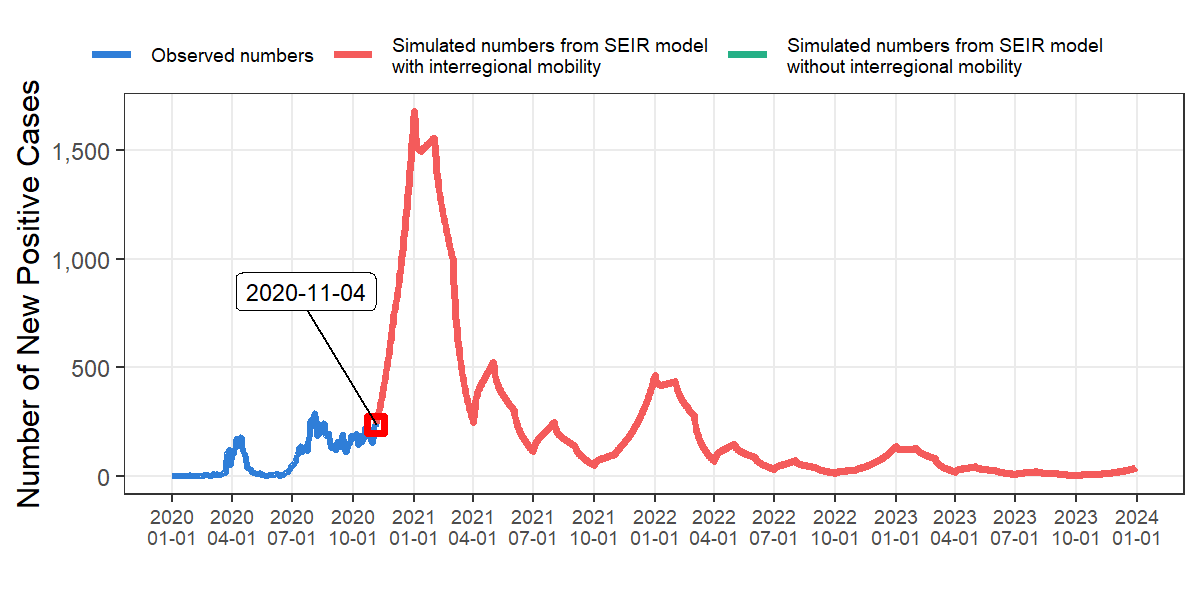 Observed numbers
Simulated numbers from SEIR model
with interregional mobility
Simulated numbers from SEIR model
without interregional mobility
Number of New Positive Cases
1,500
1,000
500
0
2020-11-04
2020 2020 2020 2020 2021 2021 2021 2021 2022 2022 2022 2022 2023 2023 2023 2023 2024
01-01 04-01 07-01 10-01 01-01 04-01 07-01 10-01 01-01 04-01 07-01 10-01 01-01 04-01 07-01 10-01 01-01